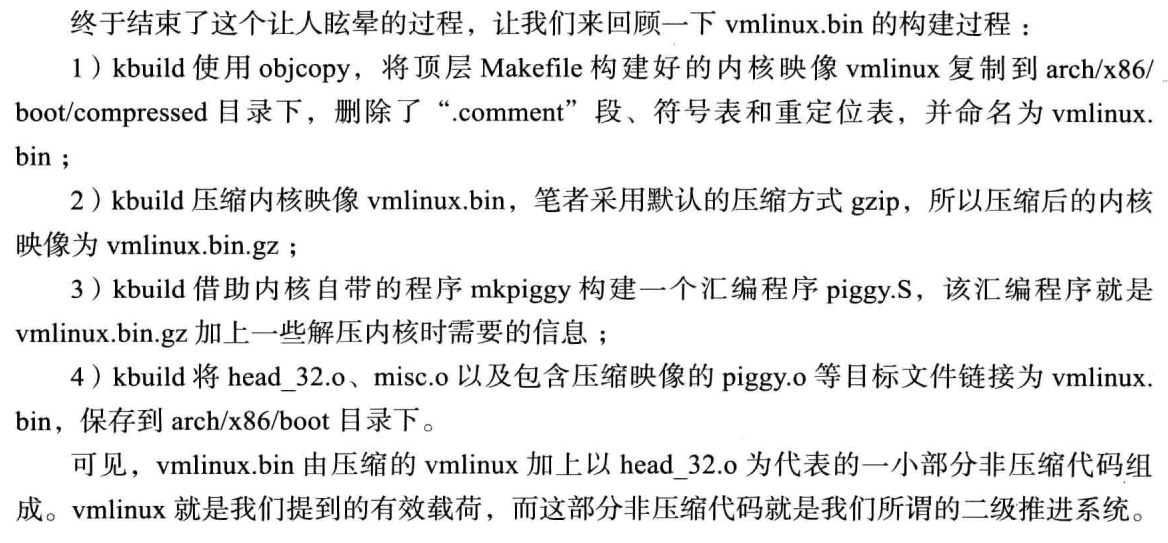 终于结束了这个让人眩晕的过程，让我们来回顾一下 vmlinux.bin 的构建过程：
1）kbuild 使用 objcopy，将顶层 Makefile 构建好的内核映像 vmlinux 复制到 arch/x86/
boot/compressed 目录下，删除了“.comment”段、符号表和重定位表，并命名为 vmlinux.
bin；
2）kbuild 压缩内核映像 vmlinux.bin，笔者采用默认的压缩方式 gzip，所以压缩后的内核
映像为 vmlinux.bin.gz；
3）kbuild 借助内核自带的程序 mkpiggy 构建一个汇编程序 piggy.S，该汇编程序就是
vmlinux.bin.gz 加上一些解压内核时需要的信息；
4）kbuild 将 head_32.o、misc.o 以及包含压缩映像的 piggy.o 等目标文件链接为 vmlinux.
bin，保存到 arch/x86/boot 目录下。
可见，vmlinux.bin 由压缩的 vmlinux 加上以 head_32.o 为代表的一小部分非压缩代码组
成。vmlinux 就是我们提到的有效载荷，而这部分非压缩代码就是我们所谓的二级推进系统。